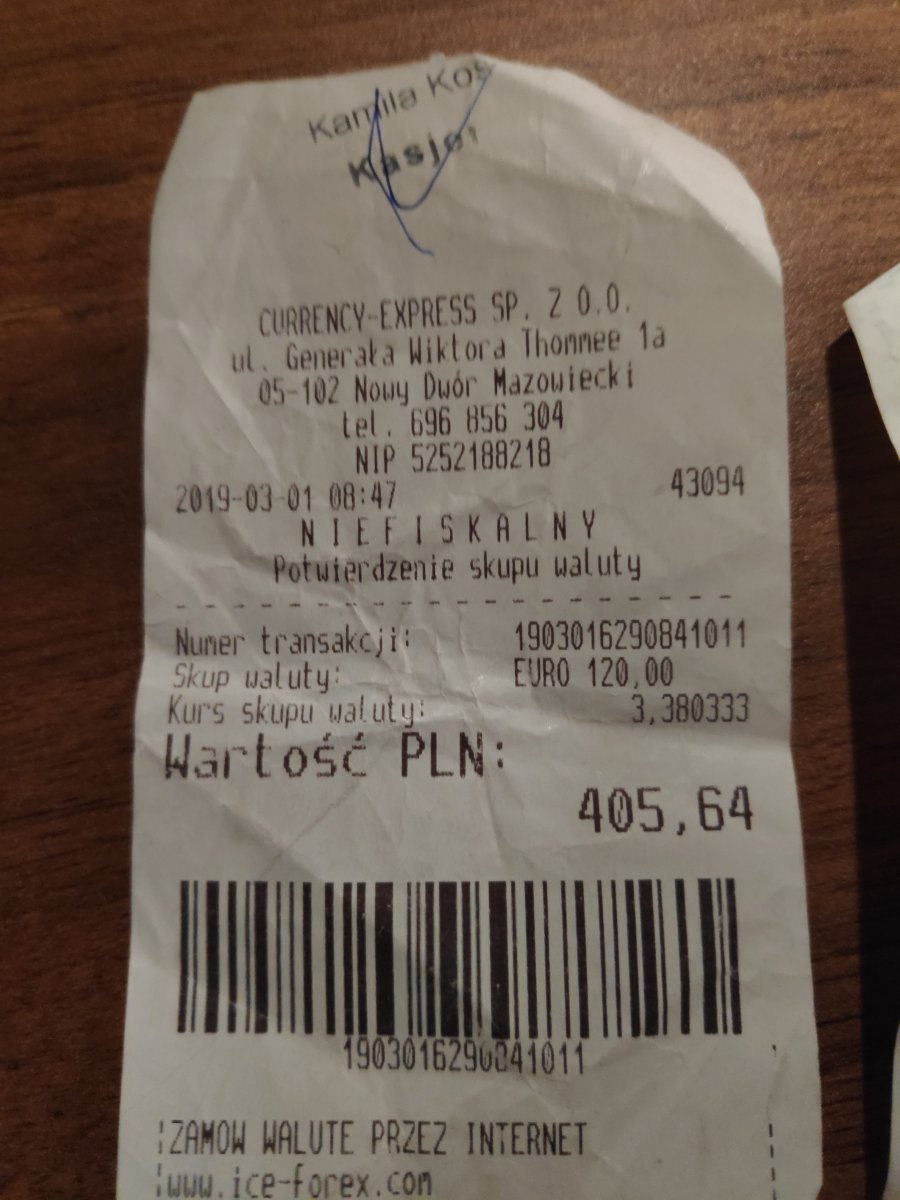 Kamila Kos
Kasjer
CURRENCY-EXPRESS SP. Z O.O.
ul. Generała Wiktora Thommee 1a
05-102 Nowy Dwór Mazowiecki
tel. 696 856 304
NIP 5252188218
2019-03-01 08:47 43094
NIEFISKALNY
Potwierdzenie skupu waluty
Numer transakcji: 1903016290841011
Skup waluty: EURO 120,00
Kurs skupu waluty: 3,380333
Wartość PLN:
405,64
1903016290841011
ZAMOW WALUTE PRZEZ INTERNET
www.ice-forex.com